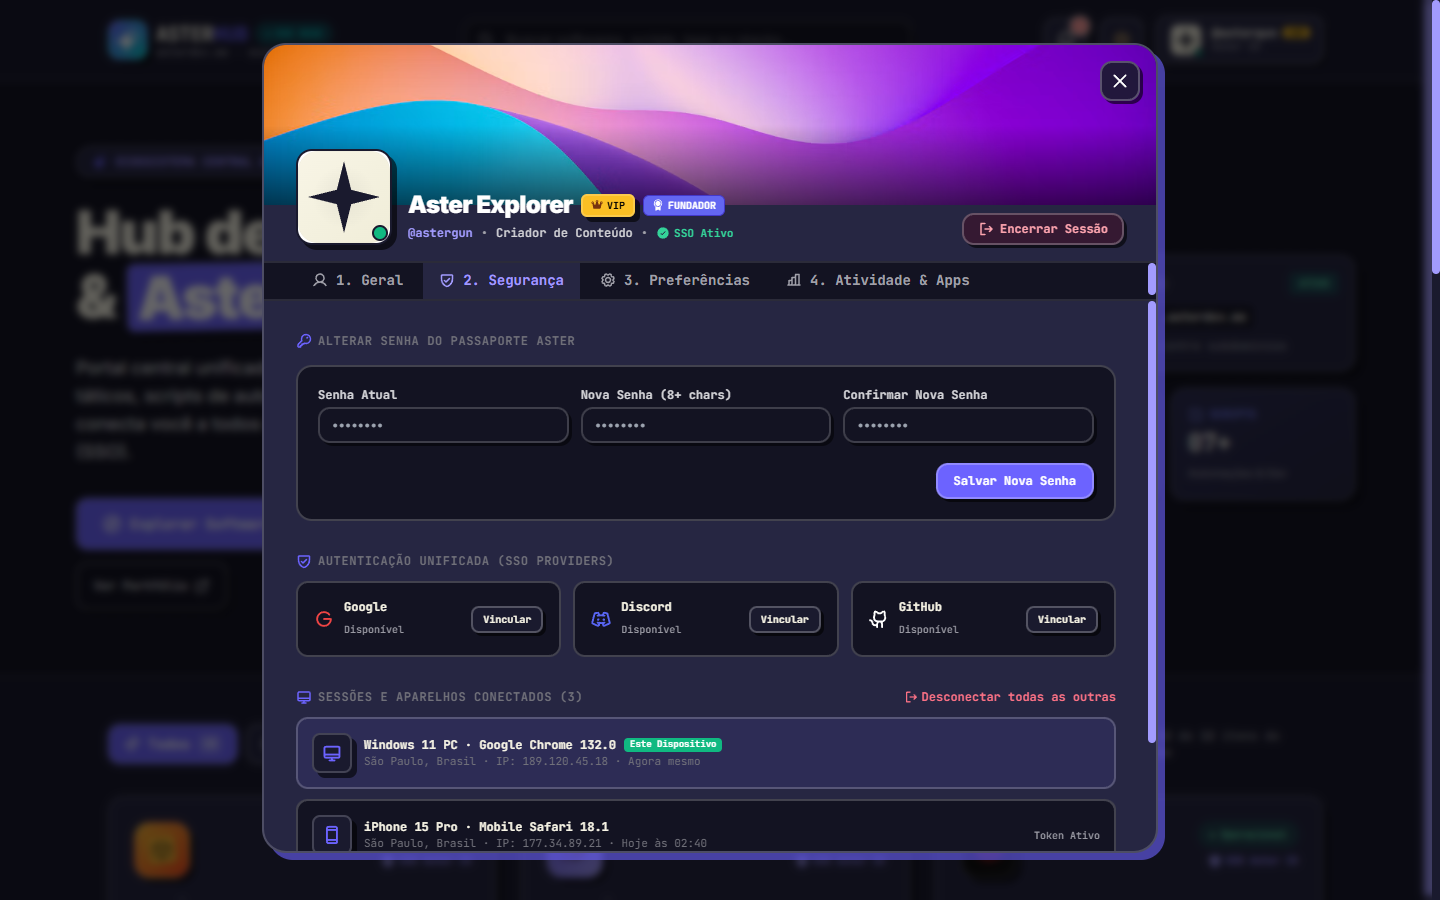 Aster Explorer VIP FUNDADOR
@astergun • Criador de Conteúdo • SSO Ativo
Encerrar Sessão
1. Geral
2. Segurança
3. Preferências
4. Atividade & Apps
ALTERAR SENHA DO PASSAPORTE ASTER
Senha Atual
Nova Senha (8+ chars)
Confirmar Nova Senha
••••••••
••••••••
••••••••
Salvar Nova Senha
AUTENTICAÇÃO UNIFICADA (SSO PROVIDERS)
Google
Disponível
Vincular
Discord
Disponível
Vincular
GitHub
Disponível
Vincular
SESSÕES E APARELHOS CONECTADOS (3)
Desconectar todas as outras
Windows 11 PC · Google Chrome 132.0 Este Dispositivo
São Paulo, Brasil · IP: 189.120.45.18 · Agora mesmo
iPhone 15 Pro · Mobile Safari 18.1
São Paulo, Brasil · IP: 177.34.89.21 · Hoje às 02:40
Token Ativo
Hub de
& Aste